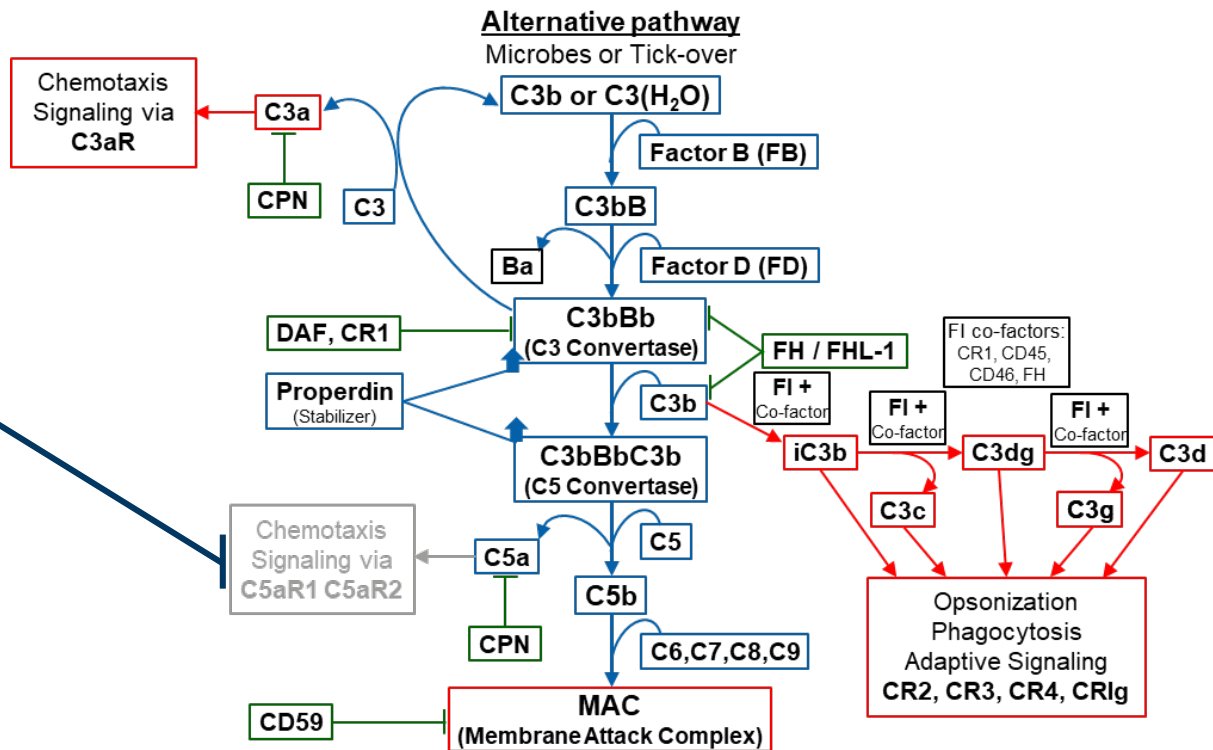 Alternative pathway
Microbes or Tick-over
Chemotaxis
Signaling via
C3aR
C3a
C3b or C3(H₂O)
Factor B (FB)
CPN
C3
C3bB
Ba
Factor D (FD)
DAF, CR1
C3bBb
(C3 Convertase)
FH / FHL-1
FI co-factors:
CR1, CD45,
CD46, FH
Properdin
(Stabilizer)
C3b
FI +
Co-factor
FI +
Co-factor
FI +
Co-factor
iC3b
C3dg
C3d
C3bBbC3b
(C5 Convertase)
C3c
C3g
Chemotaxis
Signaling via
C5aR1 C5aR2
C5a
C5
C5b
CPN
C6,C7,C8,C9
Opsonization
Phagocytosis
Adaptive Signaling
CR2, CR3, CR4, CRIg
CD59
MAC
(Membrane Attack Complex)